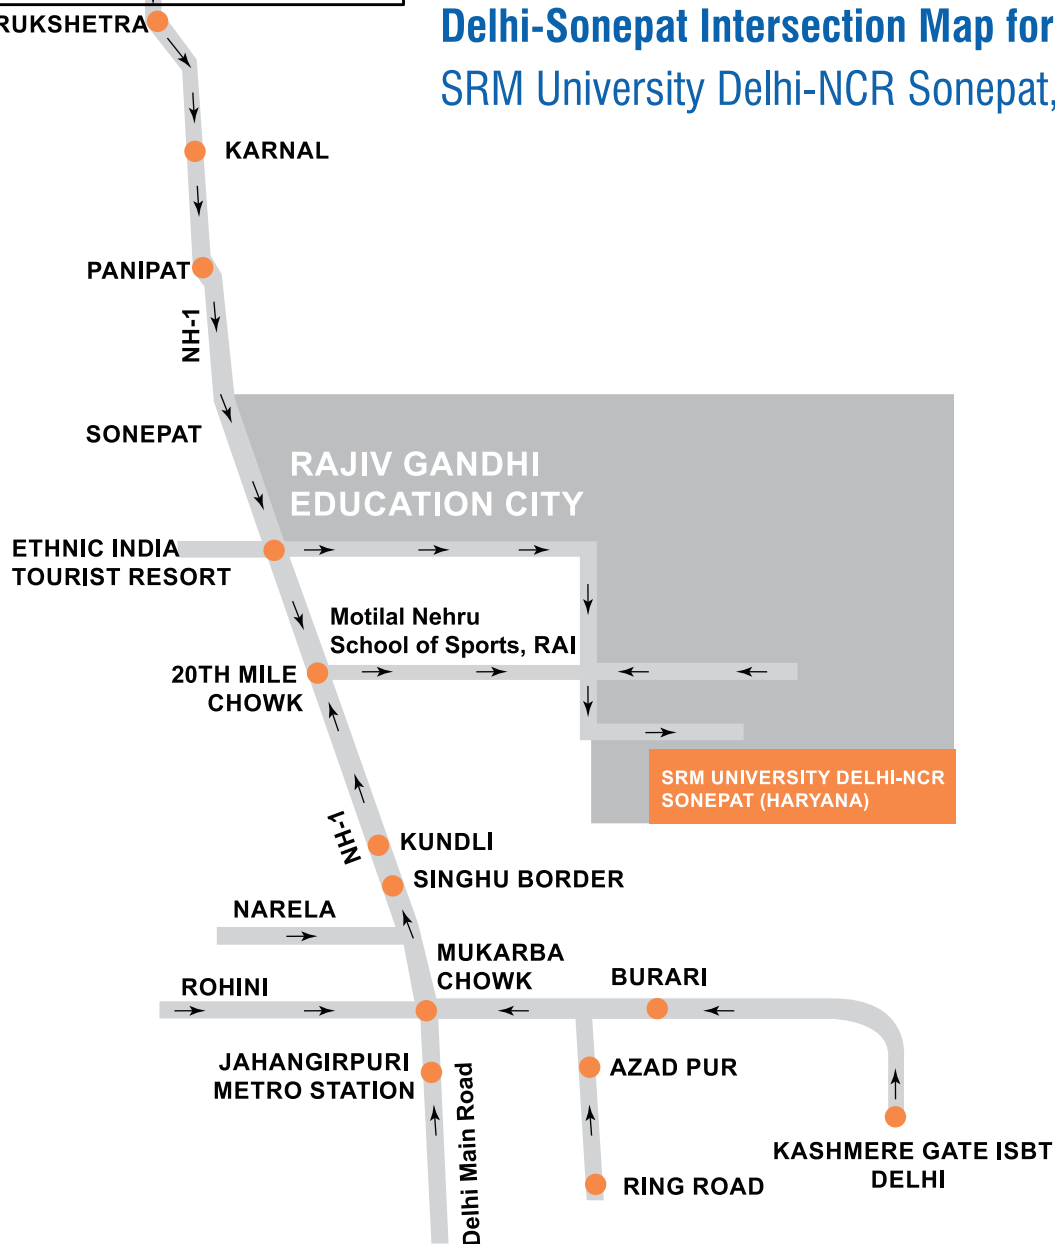 Delhi-Sonepat Intersection Map for
SRM University Delhi-NCR Sonepat,
RUKSHETRA
KARNAL
PANIPAT
NH-1
SONEPAT
RAJIV GANDHI
EDUCATION CITY
ETHNIC INDIA
TOURIST RESORT
Motilal Nehru
School of Sports, RAI
20TH MILE
CHOWK
SRM UNIVERSITY DELHI-NCR
SONEPAT (HARYANA)
NH-1
KUNDLI
SINGHU BORDER
NARELA
MUKARBA
CHOWK
BURARI
ROHINI
JAHANGIRPURI
METRO STATION
AZAD PUR
Delhi Main Road
KASHMERE GATE ISBT
DELHI
RING ROAD